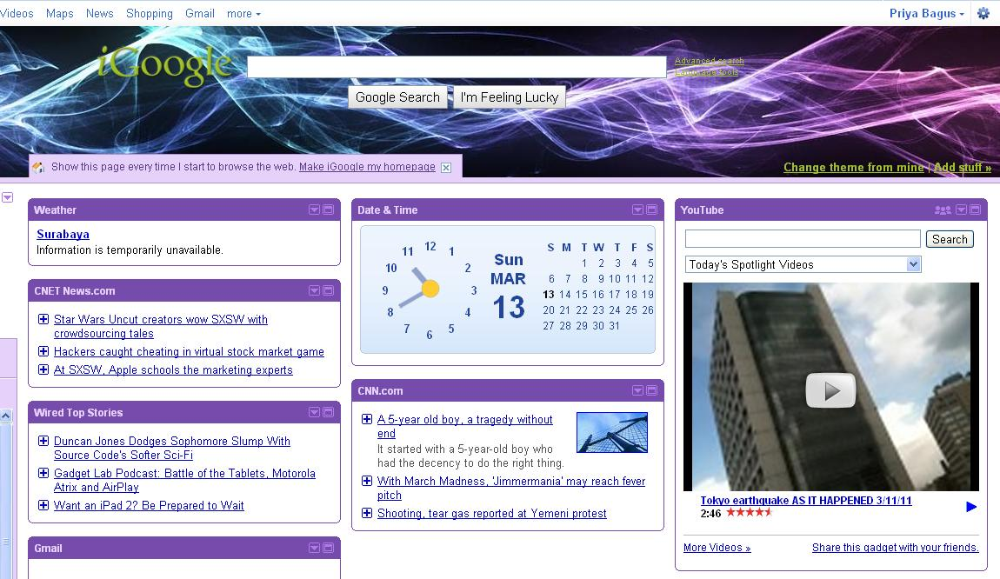 Videos Maps News Shopping Gmail more
Priya Bagus
iGoogle
Advanced search
Language tools
Google Search I'm Feeling Lucky
Show this page every time I start to browse the web. Make iGoogle my homepage
Change theme from mine | Add stuff »
Weather
Surabaya
Information is temporarily unavailable.
CNET News.com
Star Wars Uncut creators wow SXSW with
crowdsourcing tales
Hackers caught cheating in virtual stock market game
At SXSW, Apple schools the marketing experts
Wired Top Stories
Duncan Jones Dodges Sophomore Slump With
Source Code's Softer Sci-Fi
Gadget Lab Podcast: Battle of the Tablets, Motorola
Atrix and AirPlay
Want an iPad 2? Be Prepared to Wait
Gmail
Date & Time
12
1
2
3
4
5
6
7
8
9
10
11
Sun
MAR
13
S M T W T F S
1 2 3 4 5
6 7 8 9 10 11 12
13 14 15 16 17 18 19
20 21 22 23 24 25 26
27 28 29 30 31
CNN.com
A 5-year old boy, a tragedy without
end
It started with a 5-year-old boy who
had the decency to do the right thing.
With March Madness, 'Jimmermania' may reach fever
pitch
Shooting, tear gas reported at Yemeni protest
YouTube
Search
Today's Spotlight Videos
Tokyo earthquake AS IT HAPPENED 3/11/11
2:46
More Videos »
Share this gadget with your friends.